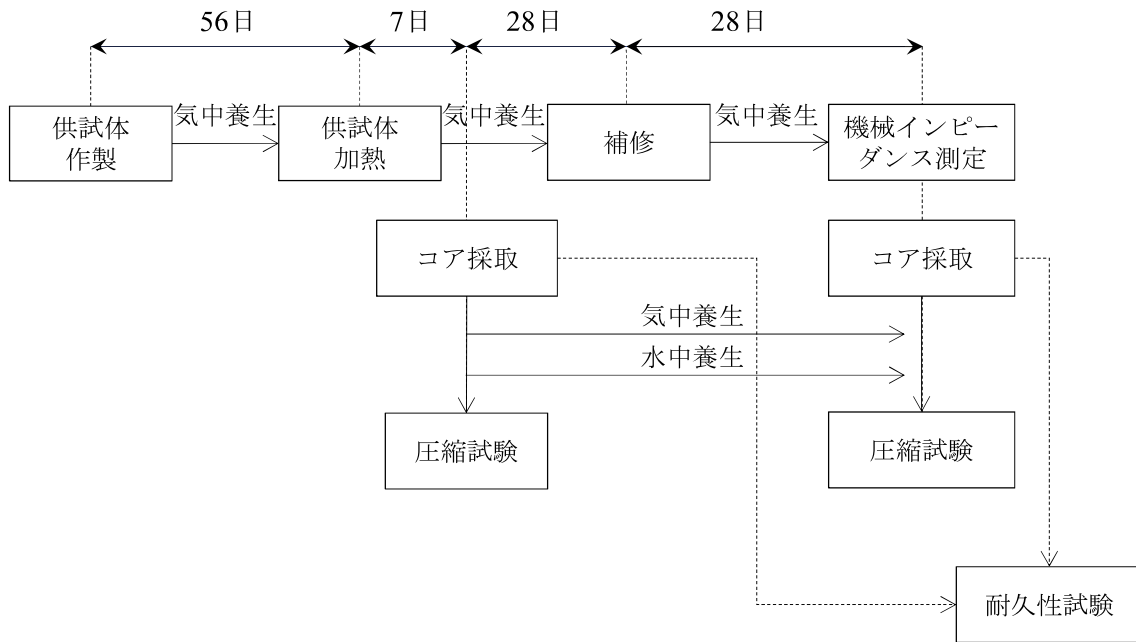 56日
7日
28日
28日
供試体
作製
気中養生
供試体
加熱
気中養生
補修
気中養生
機械インピー
ダンス測定
コア採取
コア採取
気中養生
水中養生
圧縮試験
圧縮試験
耐久性試験